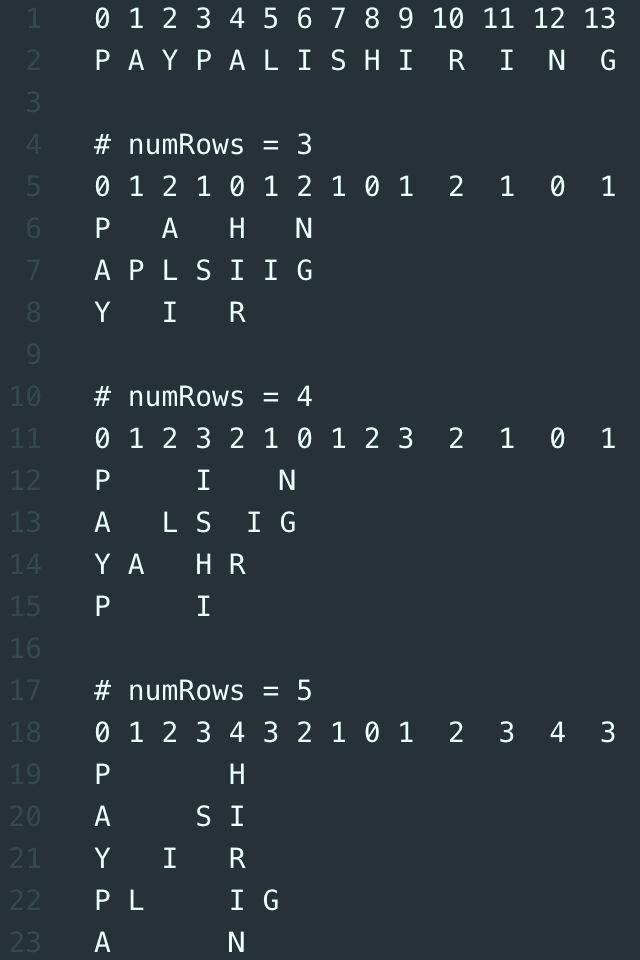 1 0 1 2 3 4 5 6 7 8 9 10 11 12 13
2 P A Y P A L I S H I R I N G
3
4 # numRows = 3
5 0 1 2 1 0 1 2 1 0 1 2 1 0 1
6 P A H N
7 A P L S I I G
8 Y I R
9
10 # numRows = 4
11 0 1 2 3 2 1 0 1 2 3 2 1 0 1
12 P I N
13 A L S I G
14 Y A H R
15 P I
16
17 # numRows = 5
18 0 1 2 3 4 3 2 1 0 1 2 3 4 3
19 P H
20 A S I
21 Y I R
22 P L I G
23 A N